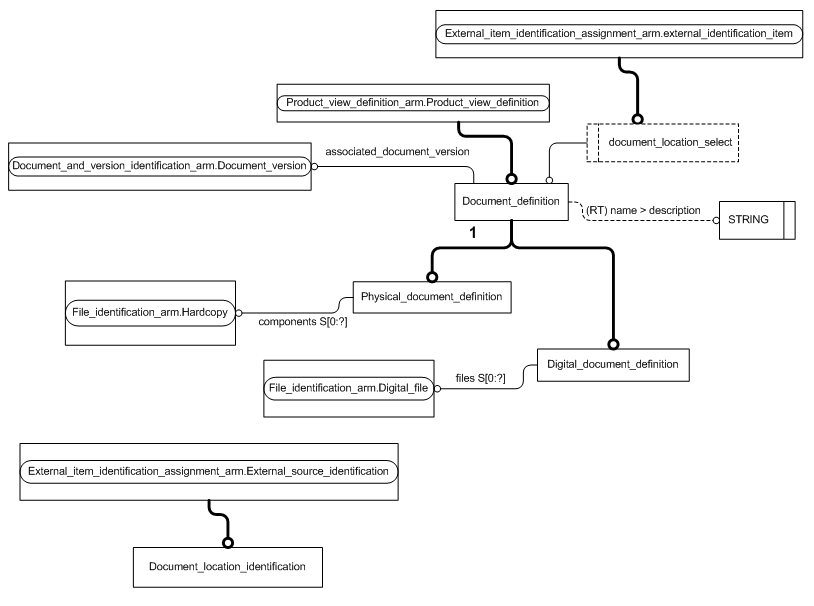 External_item_identification_assignment_arm.external_identification_item
Product_view_definition_arm.Product_view_definition
document_location_select
associated_document_version
Document_and_version_identification_arm.Document_version
Document_definition
(RT) name > description
STRING
1
Physical_document_definition
File_identification_arm.Hardcopy
components S[0:?]
Digital_document_definition
files S[0:?]
File_identification_arm.Digital_file
External_item_identification_assignment_arm.External_source_identification
Document_location_identification